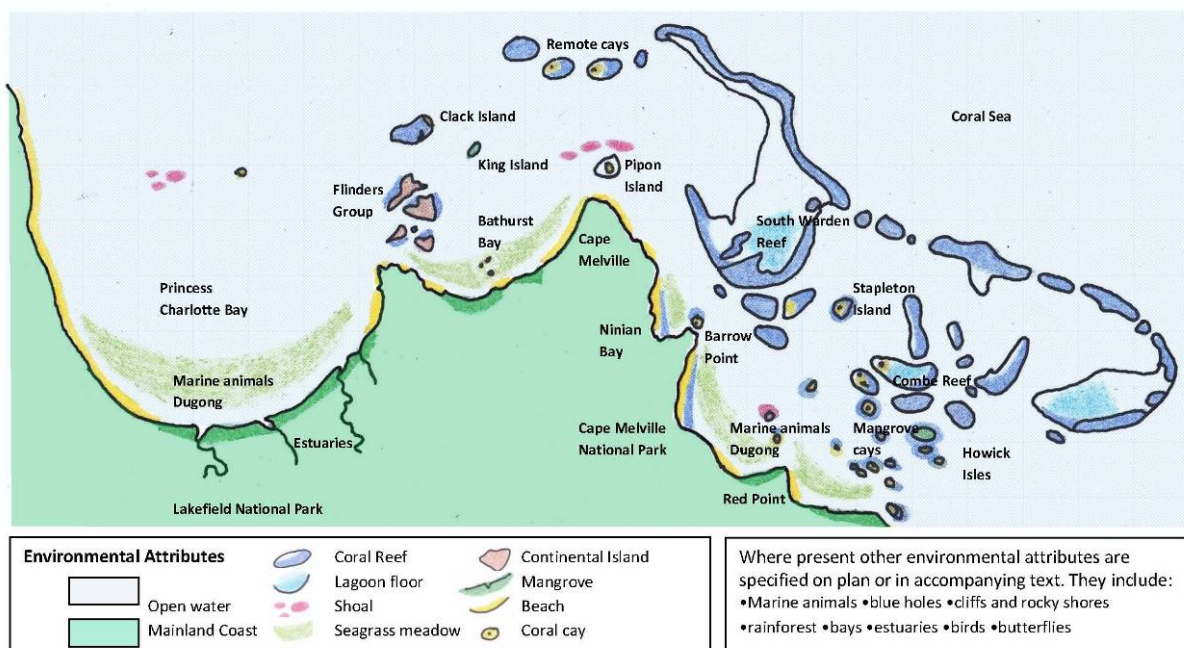 Remote cays
Coral Sea
Clack Island
King Island
Pipon
Island
Flinders
Group
Bathurst
Bay
South Warden
Reef
Cape
Melville
Princess
Charlotte Bay
Stapleton
Island
Ninian
Bay
Barrow
Point
Marine animals
Dugong
Combe Reef
Estuaries
Cape Melville
National Park
Marine animals
Dugong
Mangrove
cays
Howick
Isles
Red Point
Lakefield National Park
Environmental Attributes
Open water
Mainland Coast
Coral Reef
Lagoon floor
Shoal
Seagrass meadow
Continental Island
Mangrove
Beach
Coral cay
Where present other environmental attributes are
specified on plan or in accompanying text. They include:
•Marine animals •blue holes •cliffs and rocky shores
•rainforest •bays •estuaries •birds •butterflies